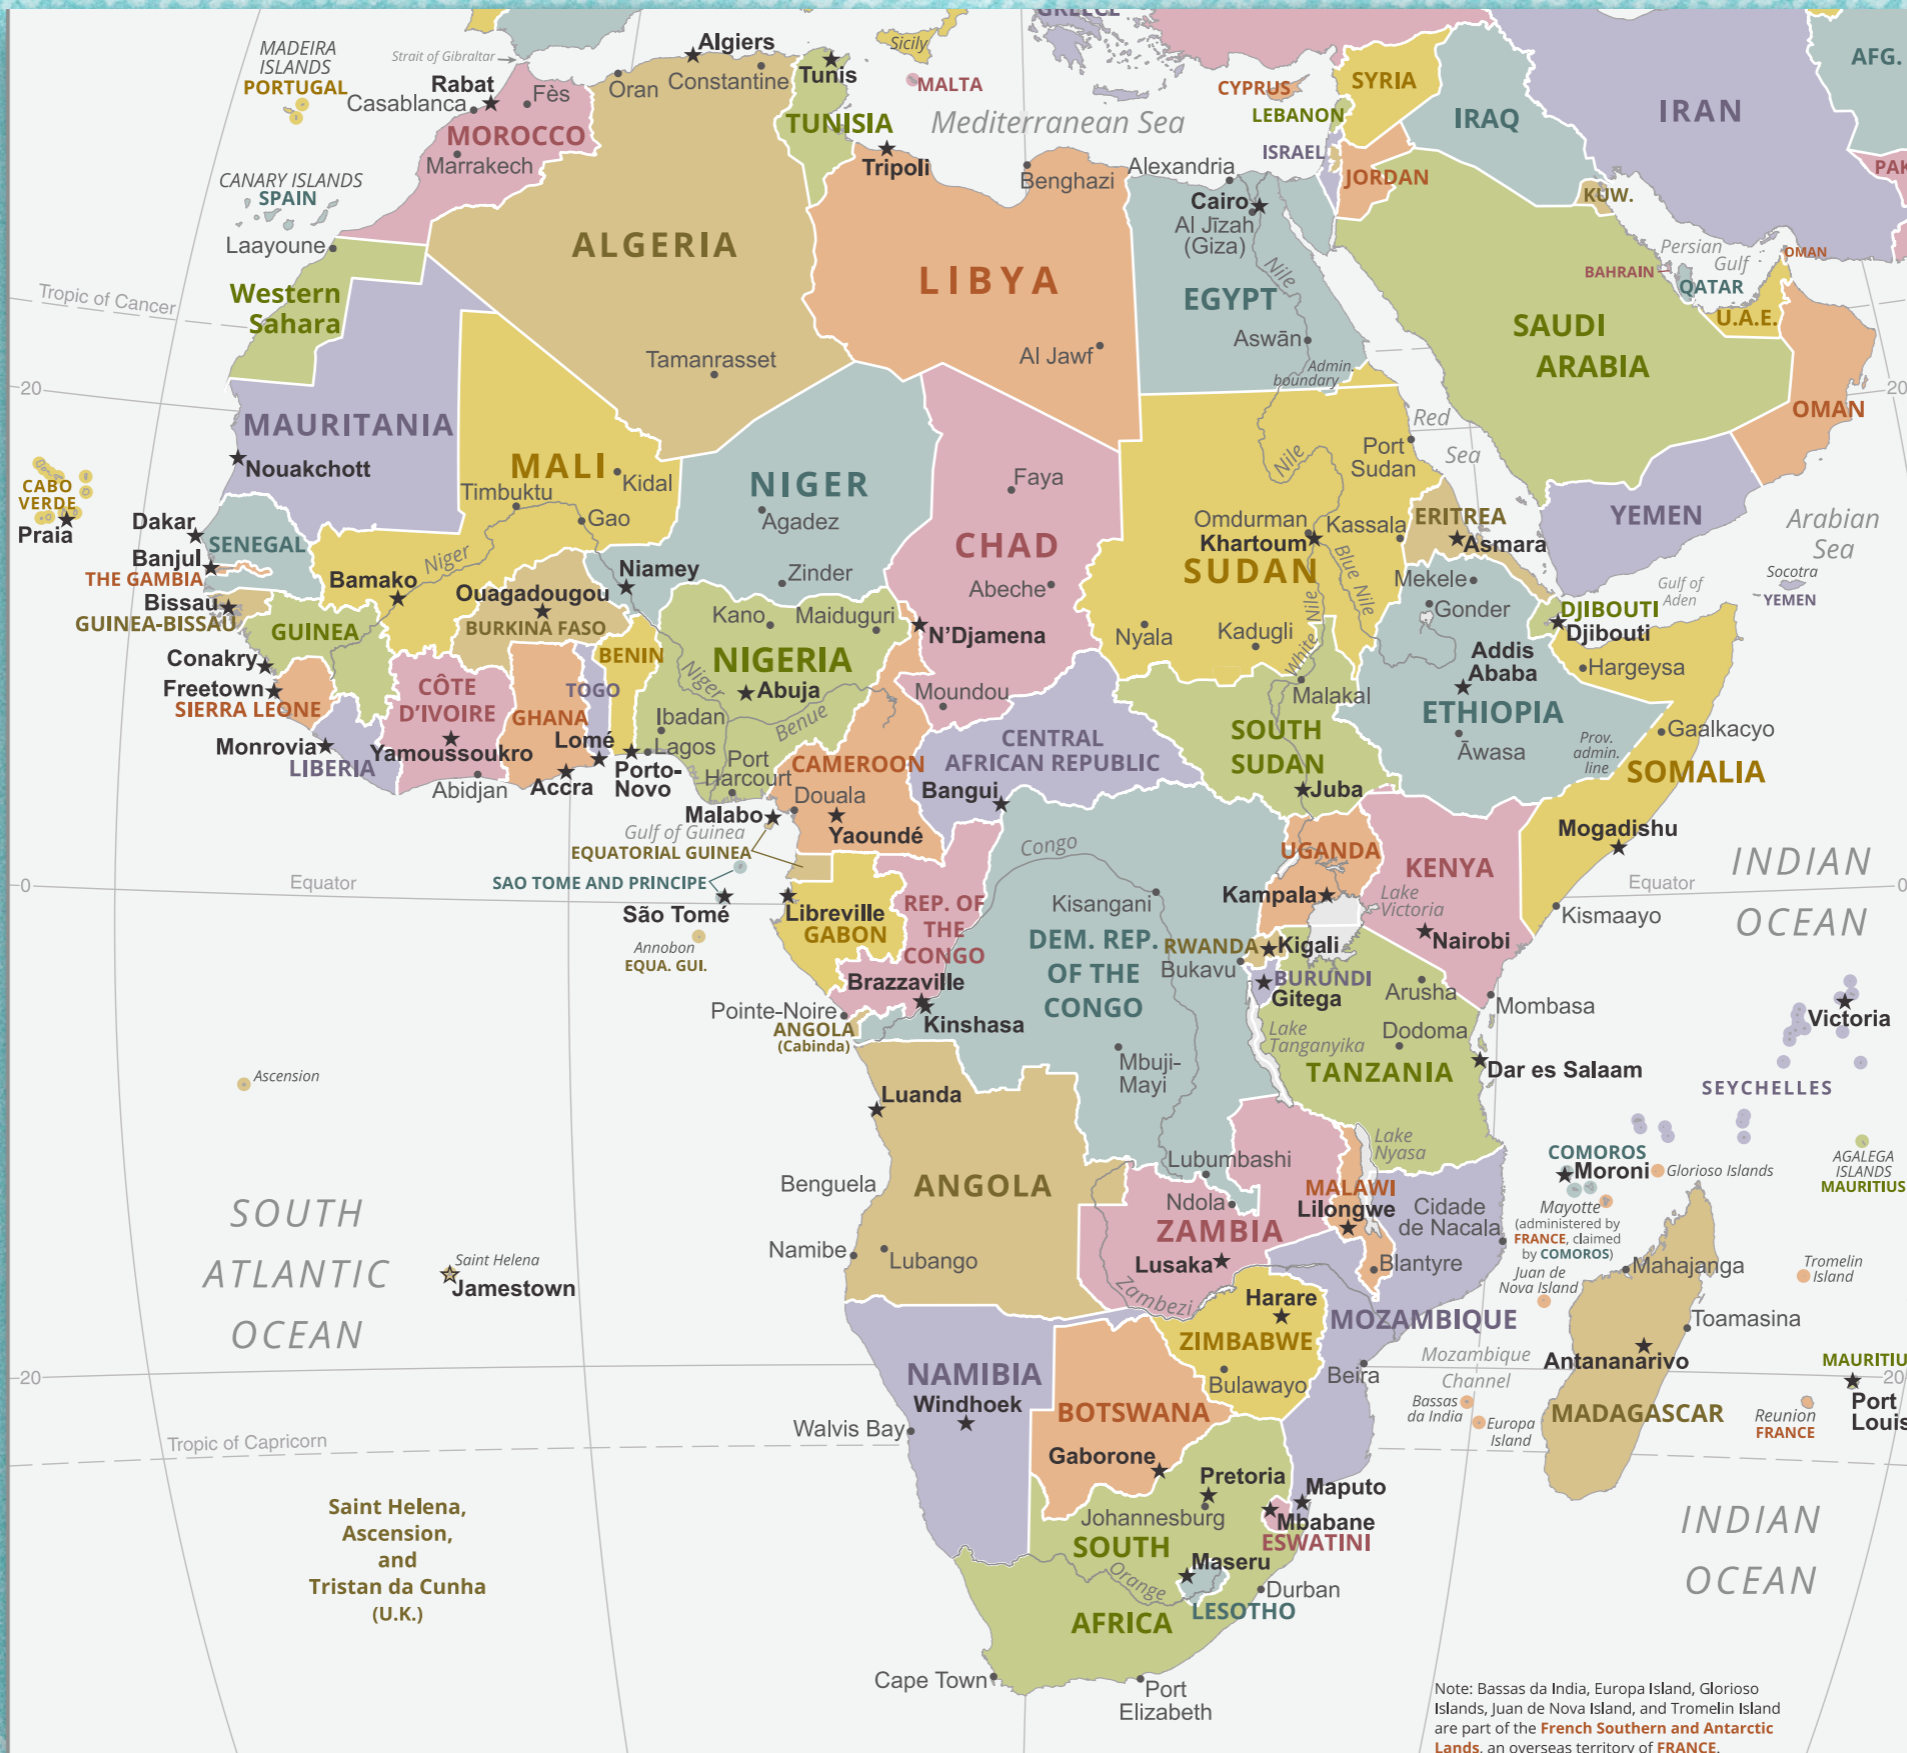 GREECE
MADEIRA
ISLANDS
PORTUGAL
Strait of Gibraltar
Algiers
Rabat
Casablanca
Fès
Oran
Constantine
Tunis
Sicily
MALTA
CYPRUS
SYRIA
LEBANON
IRAQ
IRAN
AFG.
MOROCCO
Marrakech
TUNISIA
Tripoli
Mediterranean Sea
Benghazi
Alexandria
ISRAEL
JORDAN
KUW.
PAK
CANARY ISLANDS
SPAIN
Laayoune
Cairo
Al Jīzah
(Giza)
Nile
ALGERIA
LIBYA
EGYPT
Persian
Gulf
OMAN
BAHRAIN
QATAR
U.A.E.
Tropic of Cancer
Western
Sahara
Tamanrasset
Al Jawf
Aswān
Admin.
boundary
SAUDI
ARABIA
OMAN
20
20
MAURITANIA
Nouakchott
MALI
Kidal
Timbuktu
Gao
Niger
NIGER
Agadez
Zinder
Faya
CHAD
Abeche
Nile
Red
Sea
Port
Sudan
Omdurman
Khartoum
Kassala
SUDAN
ERITREA
Asmara
YEMEN
Arabian
Sea
CABO
VERDE
Praia
Dakar
SENEGAL
Banjul
THE GAMBIA
Bissau
GUINEA-BISSAU
Bamako
Ouagadougou
BURKINA FASO
Niamey
Kano
Maiduguri
N'Djamena
Nyala
Kadugli
White Nile
Blue Nile
Mekele
Gonder
DJIBOUTI
Djibouti
Gulf of
Aden
Socotra
YEMEN
GUINEA
Conakry
Freetown
SIERRA LEONE
Monrovia
LIBERIA
CÔTE
D'IVOIRE
Yamoussoukro
Abidjan
GHANA
Accra
TOGO
Lomé
BENIN
Porto-
Novo
NIGERIA
Abuja
Niger
Benue
Ibadan
Lagos
Port
Harcourt
Moundou
Malakal
SOUTH
SUDAN
Juba
Addis
Ababa
ETHIOPIA
Āwasa
Hargeysa
Gaalkacyo
Prov.
admin.
line
SOMALIA
Mogadishu
CENTRAL
AFRICAN REPUBLIC
Bangui
CAMEROON
Douala
Yaoundé
Malabo
Gulf of Guinea
EQUATORIAL GUINEA
SAO TOME AND PRINCIPE
São Tomé
Annobon
EQUA. GUI.
0
Equator
Libreville
GABON
REP. OF
THE
CONGO
Brazzaville
Kinshasa
Pointe-Noire
ANGOLA
(Cabinda)
Congo
Kisangani
DEM. REP.
OF THE
CONGO
Bukavu
Mbuji-
Mayi
UGANDA
Kampala
KENYA
Lake
Victoria
Nairobi
RWANDA
Kigali
BURUNDI
Gitega
Lake
Tanganyika
Arusha
Dodoma
TANZANIA
Mombasa
Dar es Salaam
Kismaayo
Equator
0
INDIAN
OCEAN
Victoria
SEYCHELLES
Ascension
Luanda
Benguela
ANGOLA
Namibe
Lubango
Lubumbashi
Ndola
ZAMBIA
Lusaka
Zambezi
Lake
Nyasa
MALAWI
Lilongwe
Blantyre
Cidade
de Nacala
COMOROS
Moroni
Glorioso Islands
Mayotte
(administered by
FRANCE, claimed
by COMOROS)
Juan de
Nova Island
AGALEGA
ISLANDS
MAURITIUS
Mahajanga
Tromelin
Island
Toamasina
SOUTH
ATLANTIC
OCEAN
Saint Helena
Jamestown
Harare
ZIMBABWE
Bulawayo
MOZAMBIQUE
Beira
Mozambique
Channel
Bassas
da India
Europa
Island
Antananarivo
MADAGASCAR
MAURITIU
Port
Louis
Reunion
FRANCE
20
20
NAMIBIA
Windhoek
Walvis Bay
BOTSWANA
Gaborone
Tropic of Capricorn
Pretoria
Johannesburg
Maputo
Mbabane
ESWATINI
SOUTH
AFRICA
Orange
Maseru
LESOTHO
Durban
Cape Town
Port
Elizabeth
INDIAN
OCEAN
Saint Helena,
Ascension,
and
Tristan da Cunha
(U.K.)
Note: Bassas da India, Europa Island, Glorioso
Islands, Juan de Nova Island, and Tromelin Island
are part of the French Southern and Antarctic
Lands, an overseas territory of FRANCE.